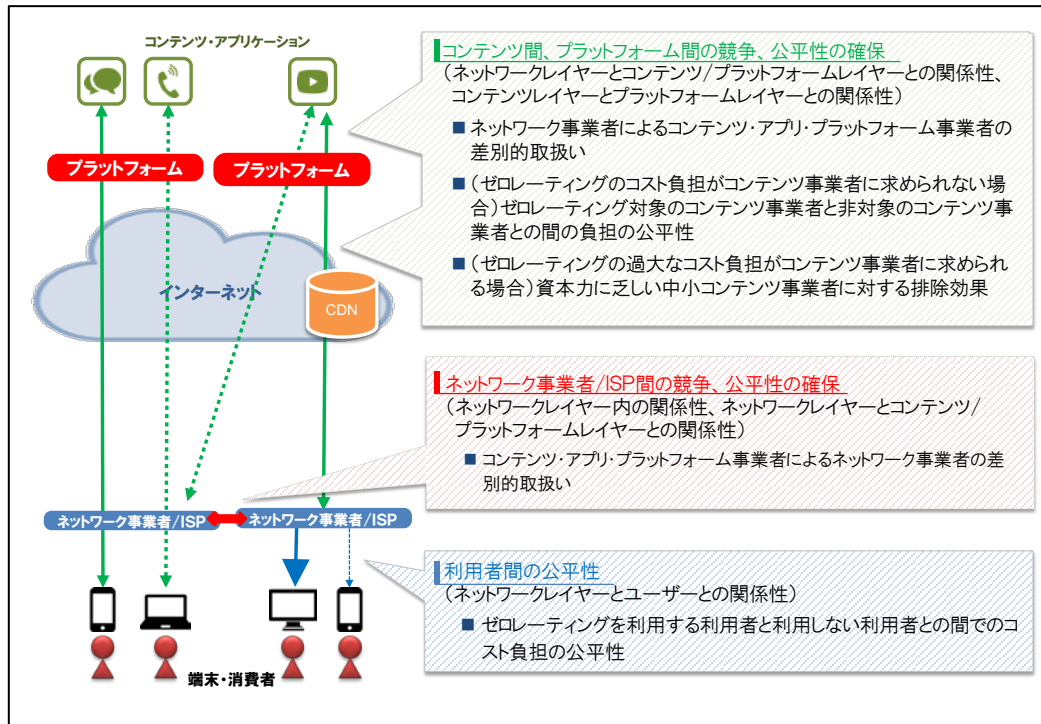 コンテンツ・アプリケーション
プラットフォーム
プラットフォーム
インターネット
CDN
ネットワーク事業者/ISP
ネットワーク事業者/ISP
端末・消費者
コンテンツ間、プラットフォーム間の競争、公平性の確保
(ネットワークレイヤーとコンテンツ/プラットフォームレイヤーとの関係性、
コンテンツレイヤーとプラットフォームレイヤーとの関係性)
■ ネットワーク事業者によるコンテンツ・アプリ・プラットフォーム事業者の
差別的取扱い
■ (ゼロレーティングのコスト負担がコンテンツ事業者に求められない場
合)ゼロレーティング対象のコンテンツ事業者と非対象のコンテンツ事
業者との間の負担の公平性
■ (ゼロレーティングの過大なコスト負担がコンテンツ事業者に求められ
る場合)資本力に乏しい中小コンテンツ事業者に対する排除効果
ネットワーク事業者/ISP間の競争、公平性の確保
(ネットワークレイヤー内の関係性、ネットワークレイヤーとコンテンツ/
プラットフォームレイヤーとの関係性)
■ コンテンツ・アプリ・プラットフォーム事業者によるネットワーク事業者の差
別的取扱い
利用者間の公平性
(ネットワークレイヤーとユーザーとの関係性)
■ ゼロレーティングを利用する利用者と利用しない利用者との間でのコ
スト負担の公平性